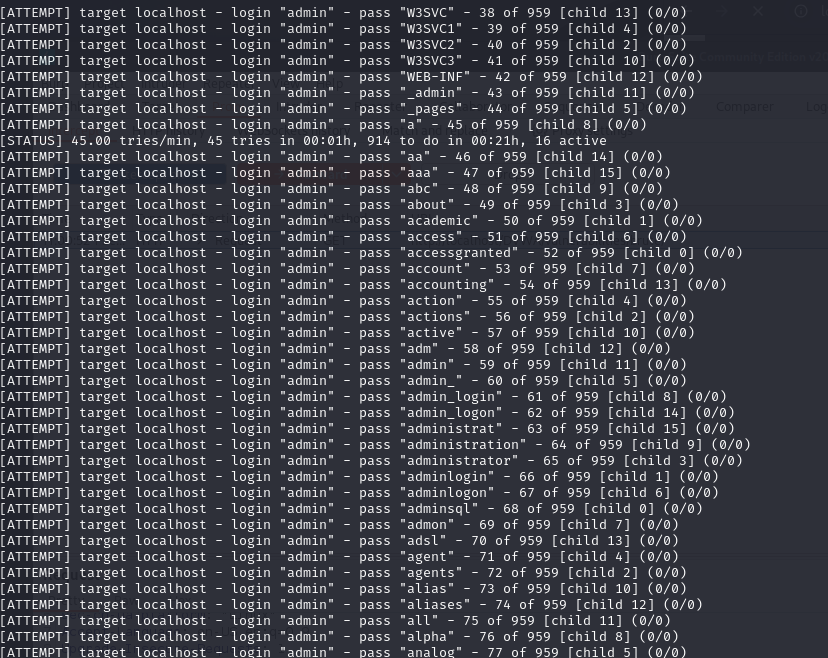 [ATTEMPT] target localhost - login "admin" - pass "W3SVC" - 38 of 959 [child 13] (0/0)
[ATTEMPT] target localhost - login "admin" - pass "W3SVC1" - 39 of 959 [child 4] (0/0)
[ATTEMPT] target localhost - login "admin" - pass "W3SVC2" - 40 of 959 [child 2] (0/0)
[ATTEMPT] target localhost - login "admin" - pass "W3SVC3" - 41 of 959 [child 10] (0/0)
[ATTEMPT] target localhost - login "admin" - pass "WEB-INF" - 42 of 959 [child 12] (0/0)
[ATTEMPT] target localhost - login "admin" - pass "_admin" - 43 of 959 [child 11] (0/0)
[ATTEMPT] target localhost - login "admin" - pass "_pages" - 44 of 959 [child 5] (0/0)
Comparer
[ATTEMPT] target localhost - login "admin" - pass "a" - 45 of 959 [child 8] (0/0)
[STATUS] 45.00 tries/min, 45 tries in 00:01h, 914 to do in 00:21h, 16 active
[ATTEMPT] target localhost - login "admin" - pass "aa" - 46 of 959 [child 14] (0/0)
[ATTEMPT] target localhost - login "admin" - pass "aaa" - 47 of 959 [child 15] (0/0)
[ATTEMPT] target localhost - login "admin" - pass "abc" - 48 of 959 [child 9] (0/0)
[ATTEMPT] target localhost - login "admin" - pass "about" - 49 of 959 [child 3] (0/0)
[ATTEMPT] target localhost - login "admin" - pass "academic" - 50 of 959 [child 1] (0/0)
[ATTEMPT] target localhost - login "admin" - pass "access" - 51 of 959 [child 6] (0/0)
[ATTEMPT] target localhost - login "admin" - pass "accessgranted" - 52 of 959 [child 0] (0/0)
[ATTEMPT] target localhost - login "admin" - pass "account" - 53 of 959 [child 7] (0/0)
[ATTEMPT] target localhost - login "admin" - pass "accounting" - 54 of 959 [child 13] (0/0)
[ATTEMPT] target localhost - login "admin" - pass "action" - 55 of 959 [child 4] (0/0)
[ATTEMPT] target localhost - login "admin" - pass "actions" - 56 of 959 [child 2] (0/0)
[ATTEMPT] target localhost - login "admin" - pass "active" - 57 of 959 [child 10] (0/0)
[ATTEMPT] target localhost - login "admin" - pass "adm" - 58 of 959 [child 12] (0/0)
[ATTEMPT] target localhost - login "admin" - pass "admin" - 59 of 959 [child 11] (0/0)
[ATTEMPT] target localhost - login "admin" - pass "admin_" - 60 of 959 [child 5] (0/0)
[ATTEMPT] target localhost - login "admin" - pass "admin_login" - 61 of 959 [child 8] (0/0)
[ATTEMPT] target localhost - login "admin" - pass "admin_logon" - 62 of 959 [child 14] (0/0)
[ATTEMPT] target localhost - login "admin" - pass "administrat" - 63 of 959 [child 15] (0/0)
[ATTEMPT] target localhost - login "admin" - pass "administration" - 64 of 959 [child 9] (0/0)
[ATTEMPT] target localhost - login "admin" - pass "administrator" - 65 of 959 [child 3] (0/0)
[ATTEMPT] target localhost - login "admin" - pass "adminlogin" - 66 of 959 [child 1] (0/0)
[ATTEMPT] target localhost - login "admin" - pass "adminlogon" - 67 of 959 [child 6] (0/0)
[ATTEMPT] target localhost - login "admin" - pass "adminsql" - 68 of 959 [child 0] (0/0)
[ATTEMPT] target localhost - login "admin" - pass "admon" - 69 of 959 [child 7] (0/0)
[ATTEMPT] target localhost - login "admin" - pass "adsl" - 70 of 959 [child 13] (0/0)
[ATTEMPT] target localhost - login "admin" - pass "agent" - 71 of 959 [child 4] (0/0)
[ATTEMPT] target localhost - login "admin" - pass "agents" - 72 of 959 [child 2] (0/0)
[ATTEMPT] target localhost - login "admin" - pass "alias" - 73 of 959 [child 10] (0/0)
[ATTEMPT] target localhost - login "admin" - pass "aliases" - 74 of 959 [child 12] (0/0)
[ATTEMPT] target localhost - login "admin" - pass "all" - 75 of 959 [child 11] (0/0)
[ATTEMPT] target localhost - login "admin" - pass "alpha" - 76 of 959 [child 8] (0/0)
[ATTEMPT] target localhost - login "admin" - pass "analog" - 77 of 959 [child 5] (0/0)